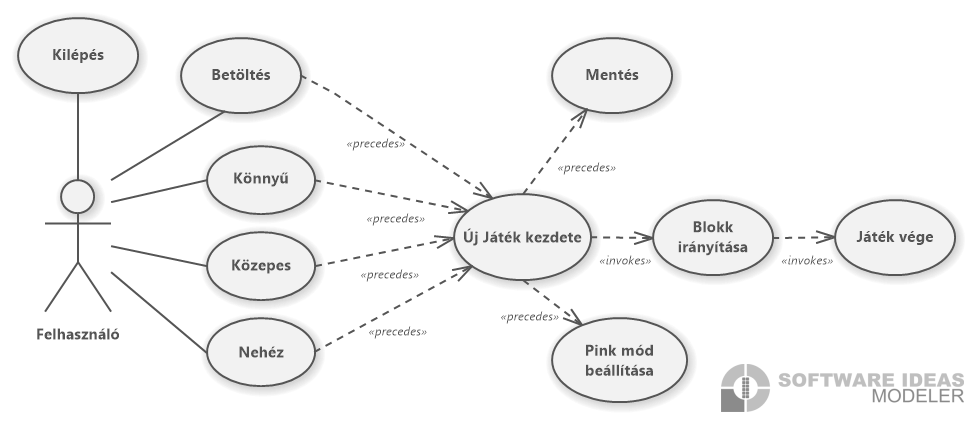 Kilépés
Betöltés
Mentés
«precedes»
«precedes»
Könnyű
«precedes»
Új Játék kezdete
Blokk
irányítása
Játék vége
«invokes»
«invokes»
Közepes
«precedes»
Felhasználó
Nehéz
«precedes»
«precedes»
Pink mód
beállítása
SOFTWARE IDEAS
MODELER